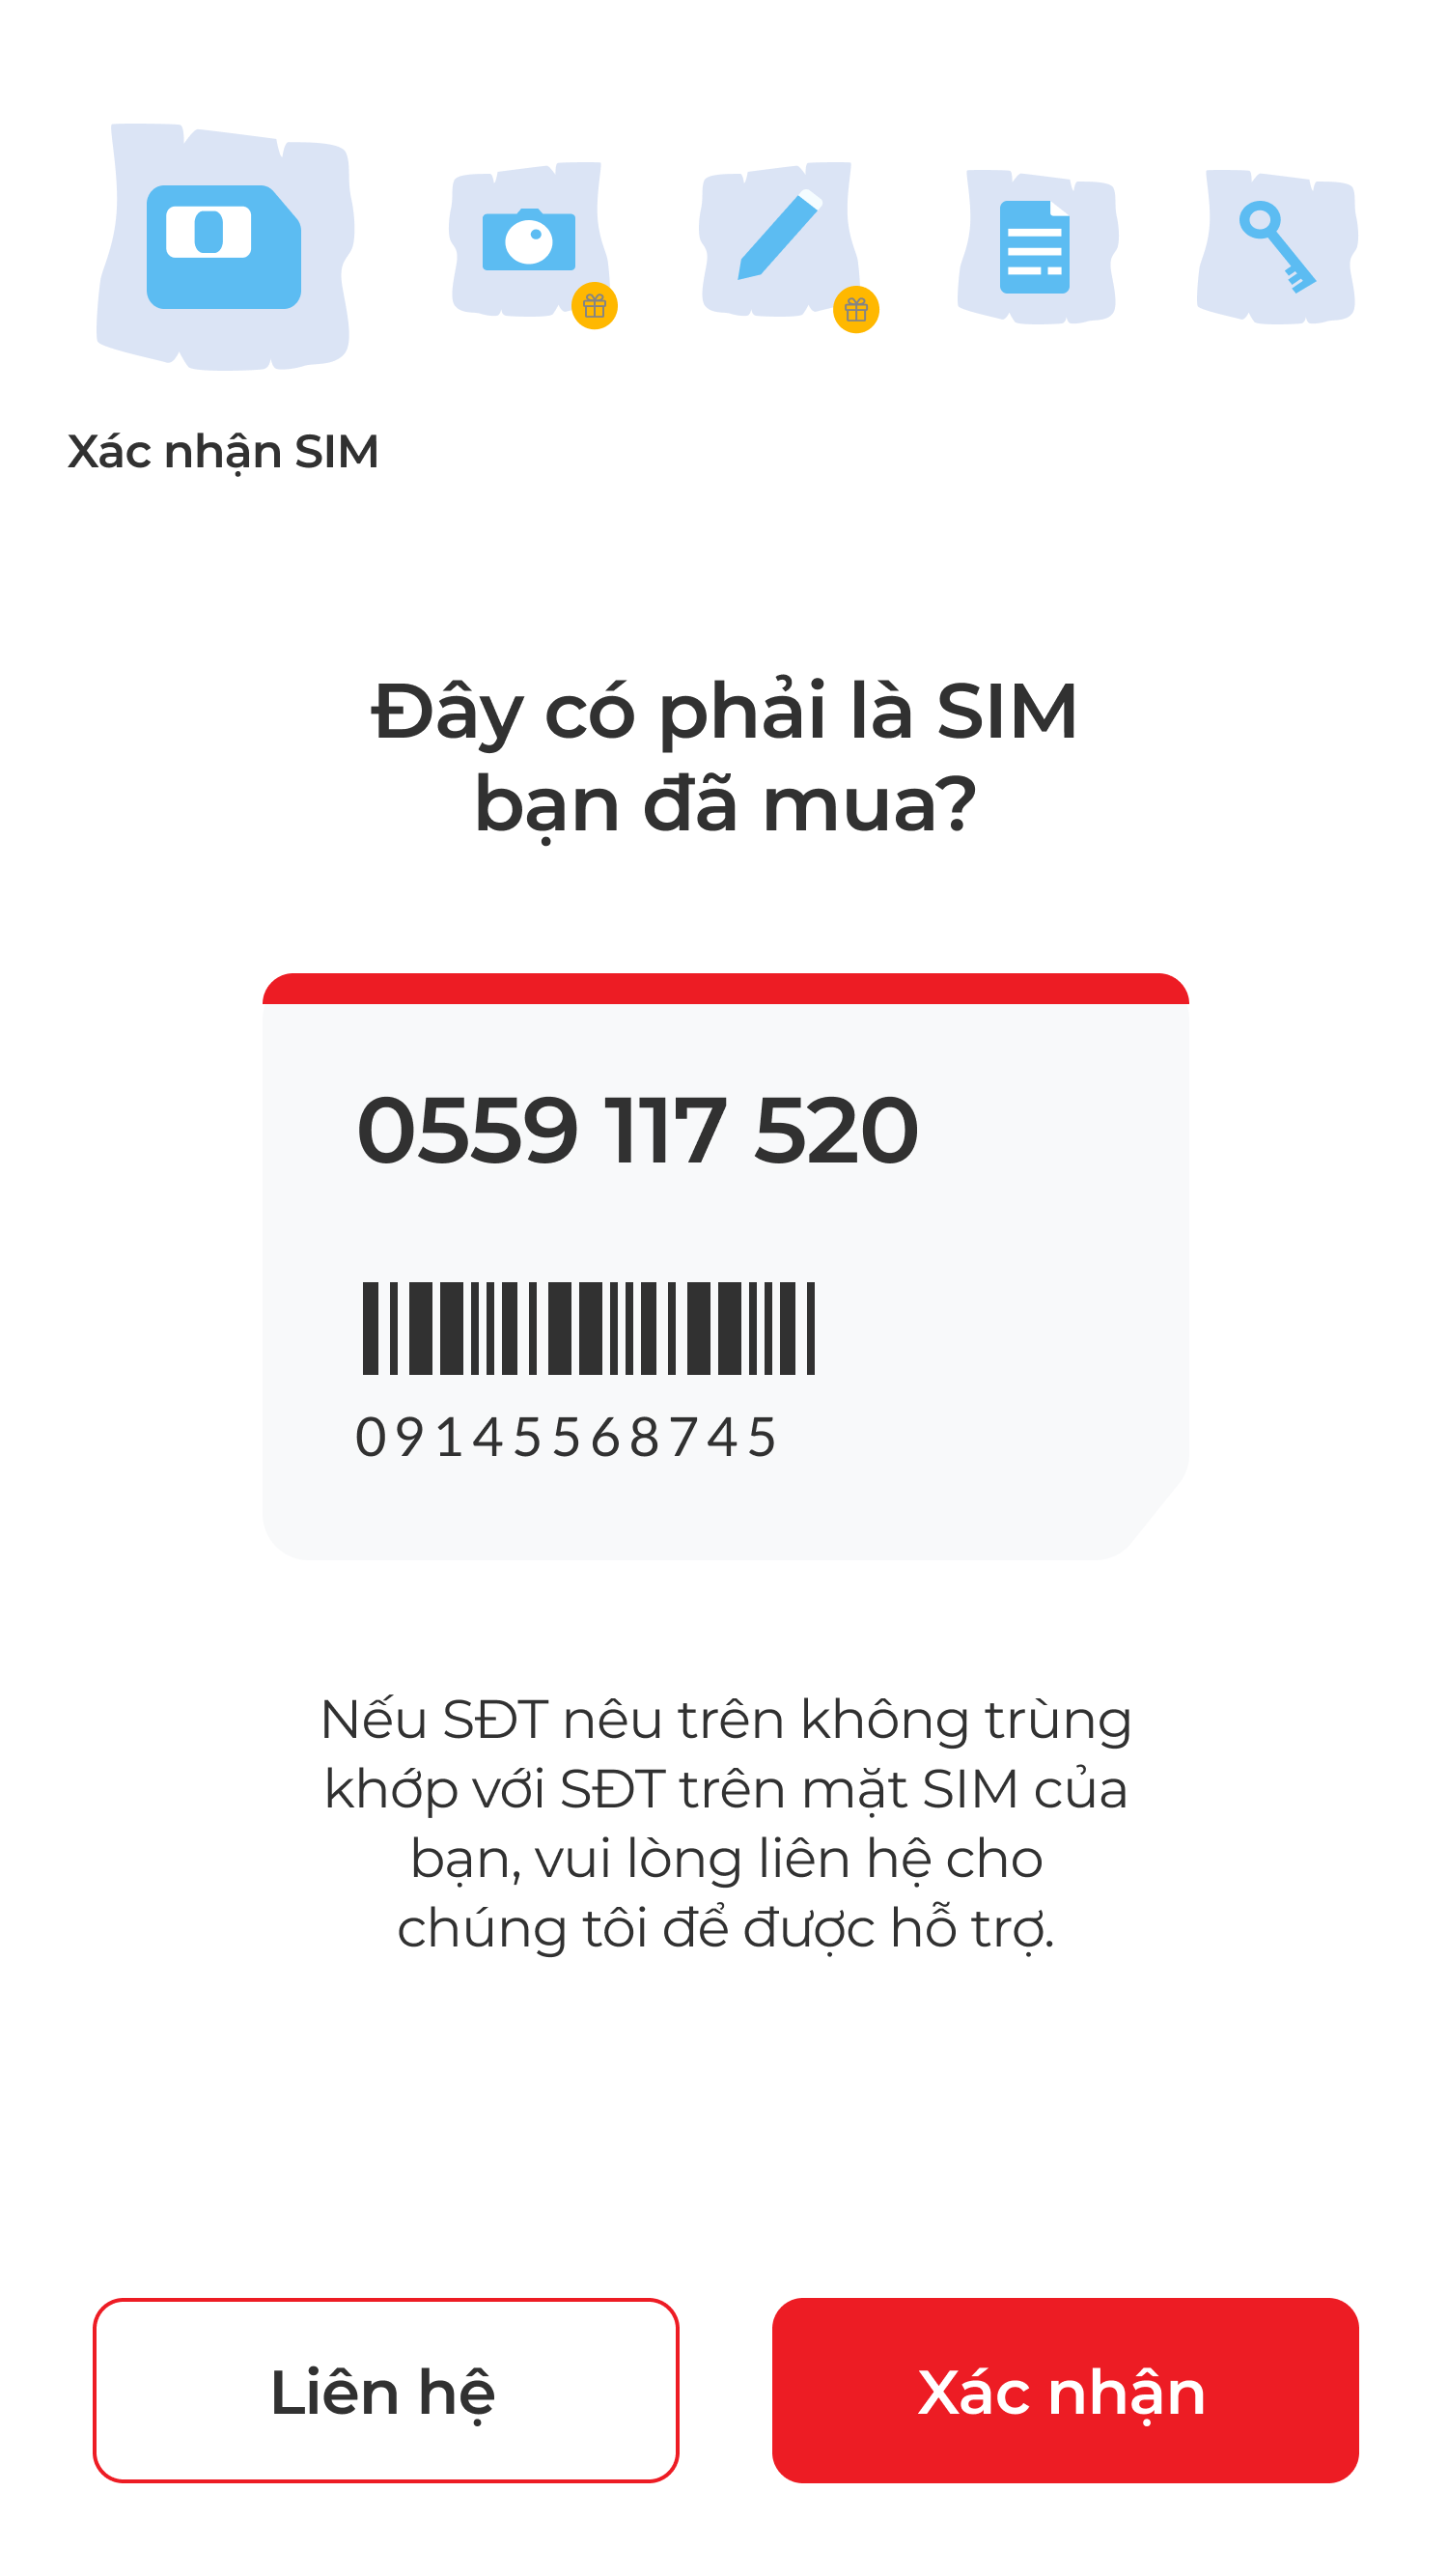 Xác nhận SIM
Đây có phải là SIM
bạn đã mua?
0559 117 520
09145568745
Nếu SĐT nêu trên không trùng
khớp với SĐT trên mặt SIM của
bạn, vui lòng liên hệ cho
chúng tôi để được hỗ trợ.
Liên hệ
Xác nhận